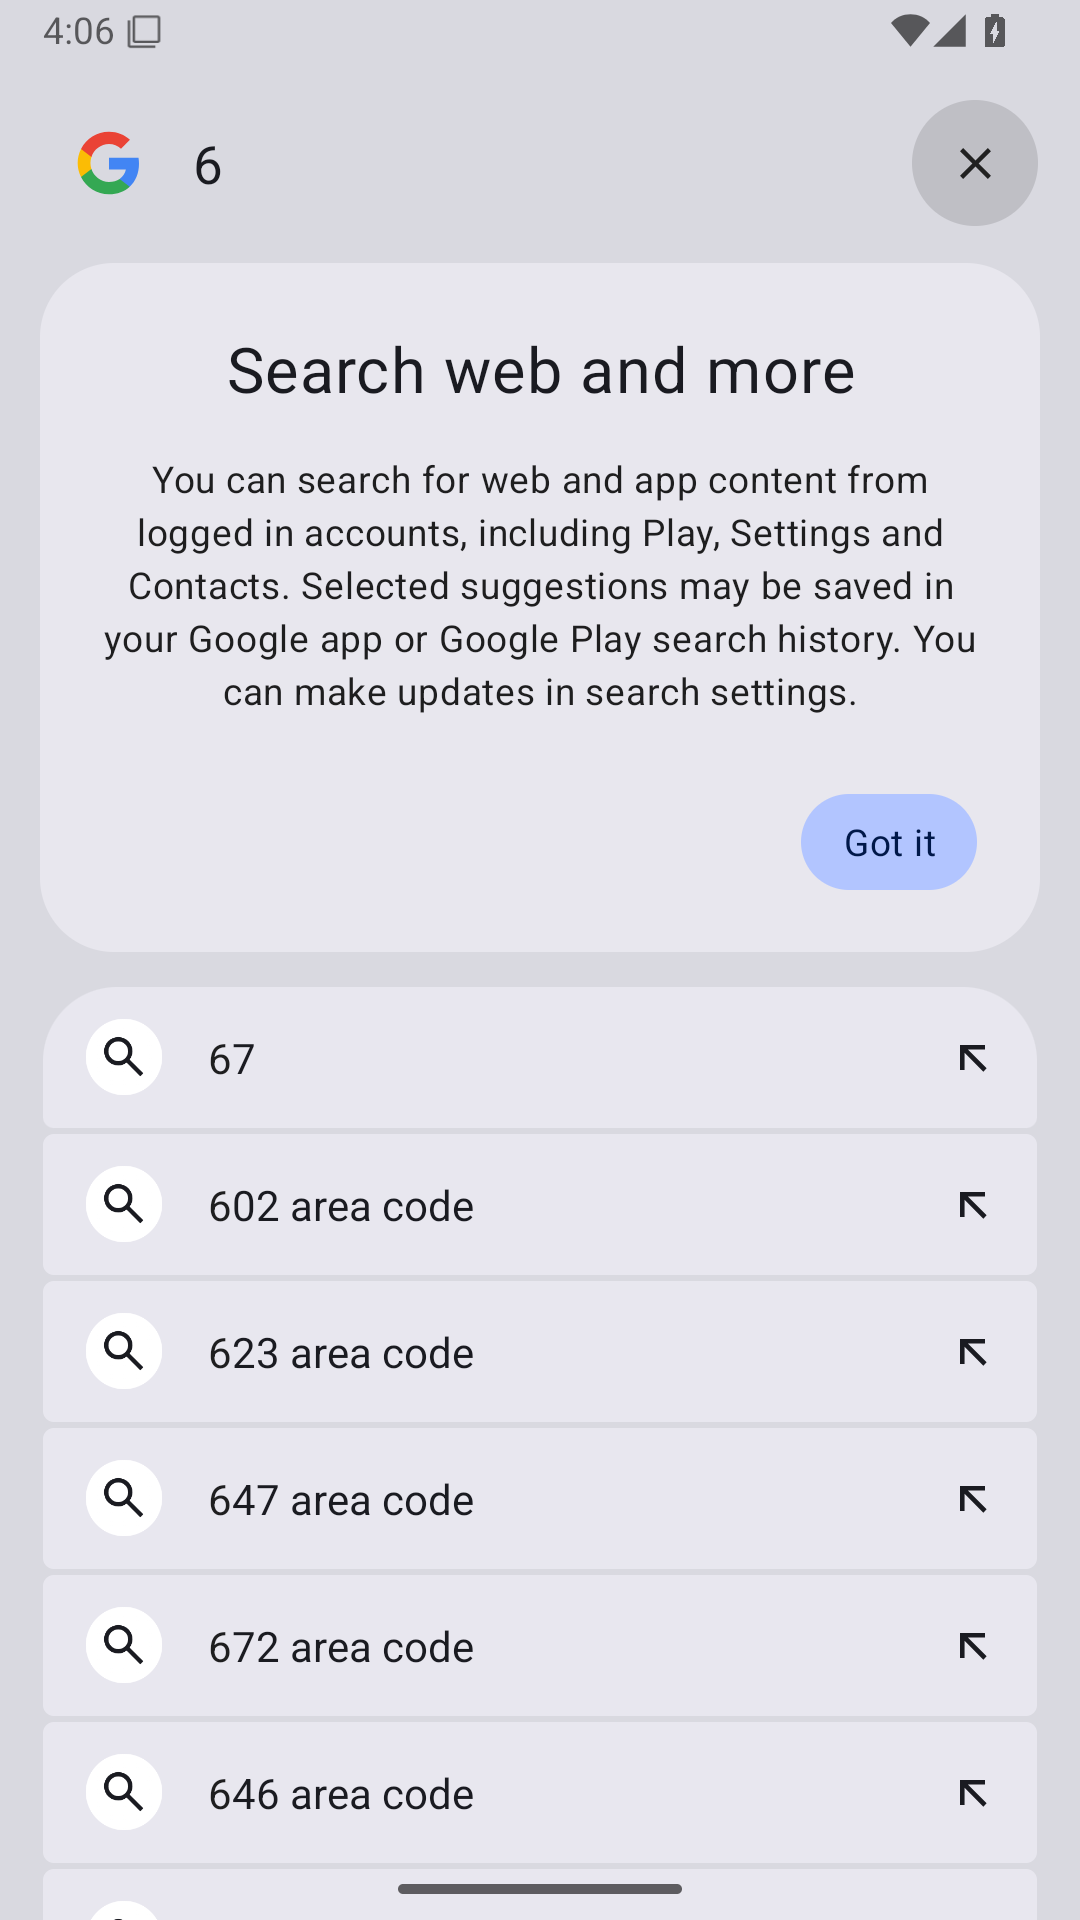 4:06
6
Search web and more
You can search for web and app content from
logged in accounts, including Play, Settings and
Contacts. Selected suggestions may be saved in
your Google app or Google Play search history. You
can make updates in search settings.
Got it
67
602 area code
623 area code
647 area code
672 area code
646 area code